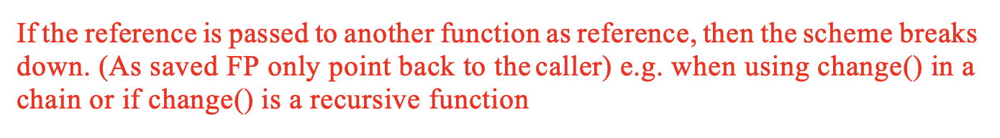 If the reference is passed to another function as reference, then the scheme breaks
down. (As saved FP only point back to the caller) e.g. when using change() in a
chain or if change() is a recursive function